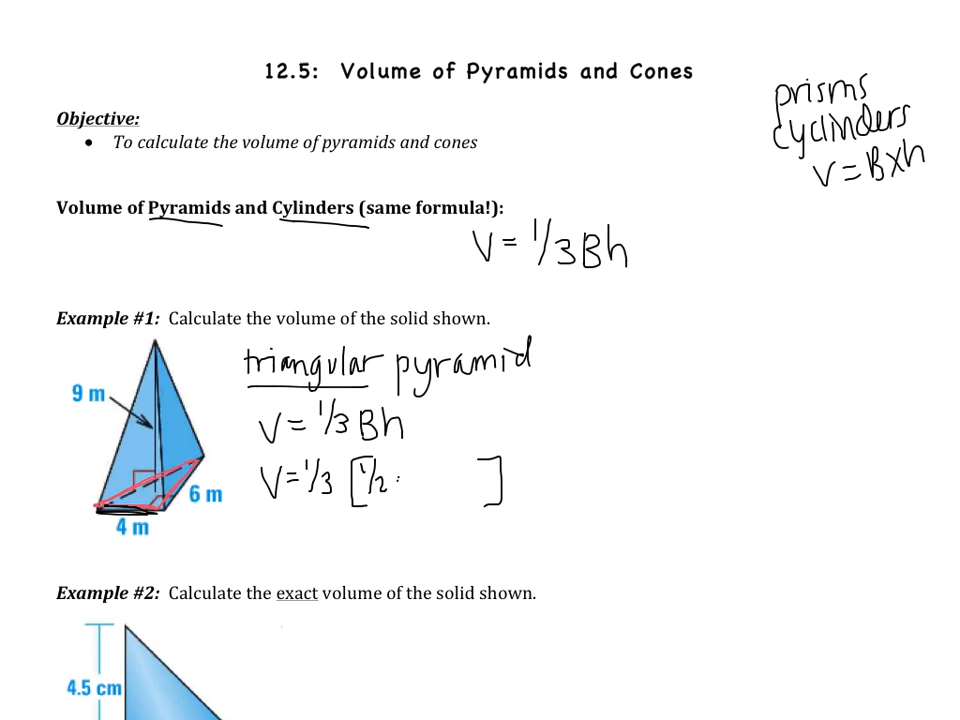 12.5: Volume of Pyramids and Cones
prisms
cylinders
V = B x h
Objective:
• To calculate the volume of pyramids and cones
Volume of Pyramids and Cylinders (same formula!):
V = 1/3 Bh
Example #1: Calculate the volume of the solid shown.
triangular pyramid
9 m
V = 1/3 Bh
V = 1/3 [ 1/2 · ]
6 m
4 m
Example #2: Calculate the exact volume of the solid shown.
4.5 cm